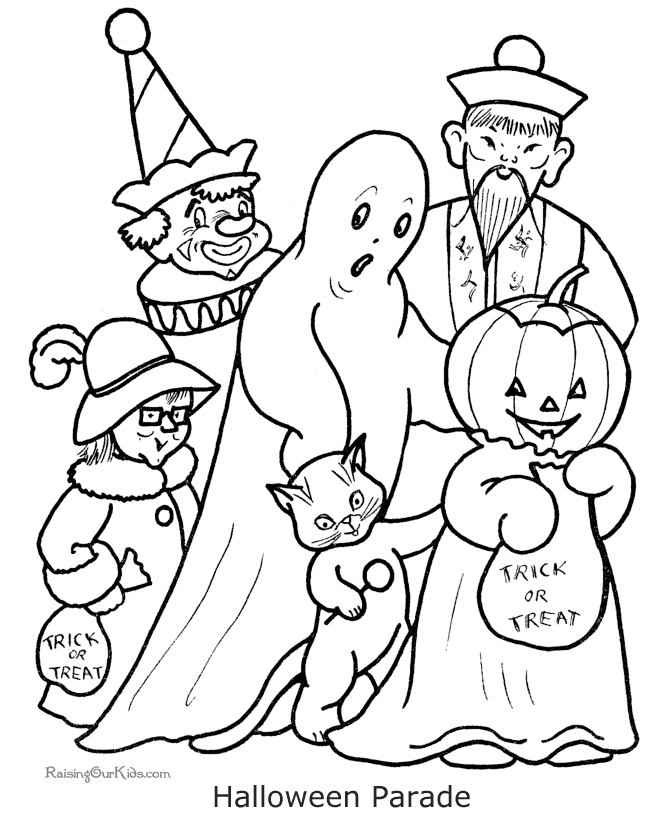 TRICK
OR
TREAT
TRICK
OR
TREAT
RaisingOurKids.com
Halloween Parade